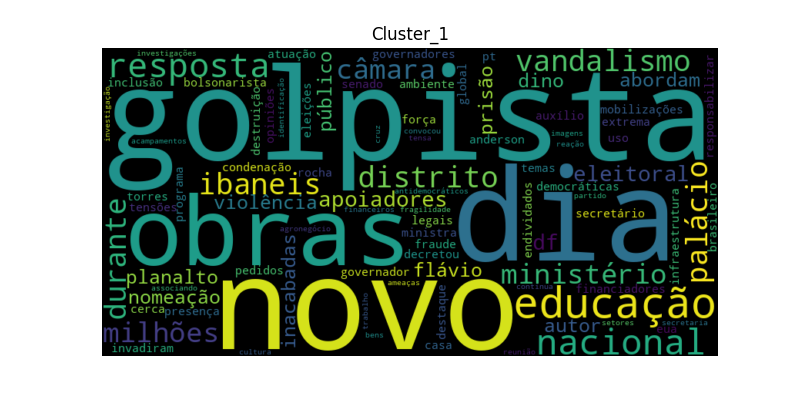 Cluster_1
investigações
atuação
governadores
pt
vandalismo
resposta
público
câmara
prisão
golpista
inclusão
bolsonarista
eleições
senado
ambiente
global
dino
abordam
responsabilizar
investigação
destruição
opiniões
identificação
força
cruz
convocou
tensa
auxílio
mobilizações
extrema
anderson
imagens
uso
reação
acampamentos
condenação
rocha
distrito
temas
eleitoral
ibaneis
antidemocráticos
dia
democráticas
palácio
torres
tensões
programa
violência
apoiadores
partido
durante
obras
financeiros
fragilidade
legais
ministra
endividados
secretário
infraestrutura
brasileiro
agronegócio
fraude
decretou
df
planalto
pedidos
inacabadas
governador
flávio
ministério
associando
novo
ameaças
continua
financiadores
nomeação
cerca
presença
destaque
educação
milhões
trabalho
bens
casa
autor
setores
secretaria
eua
invadiram
cultura
reunião
nacional